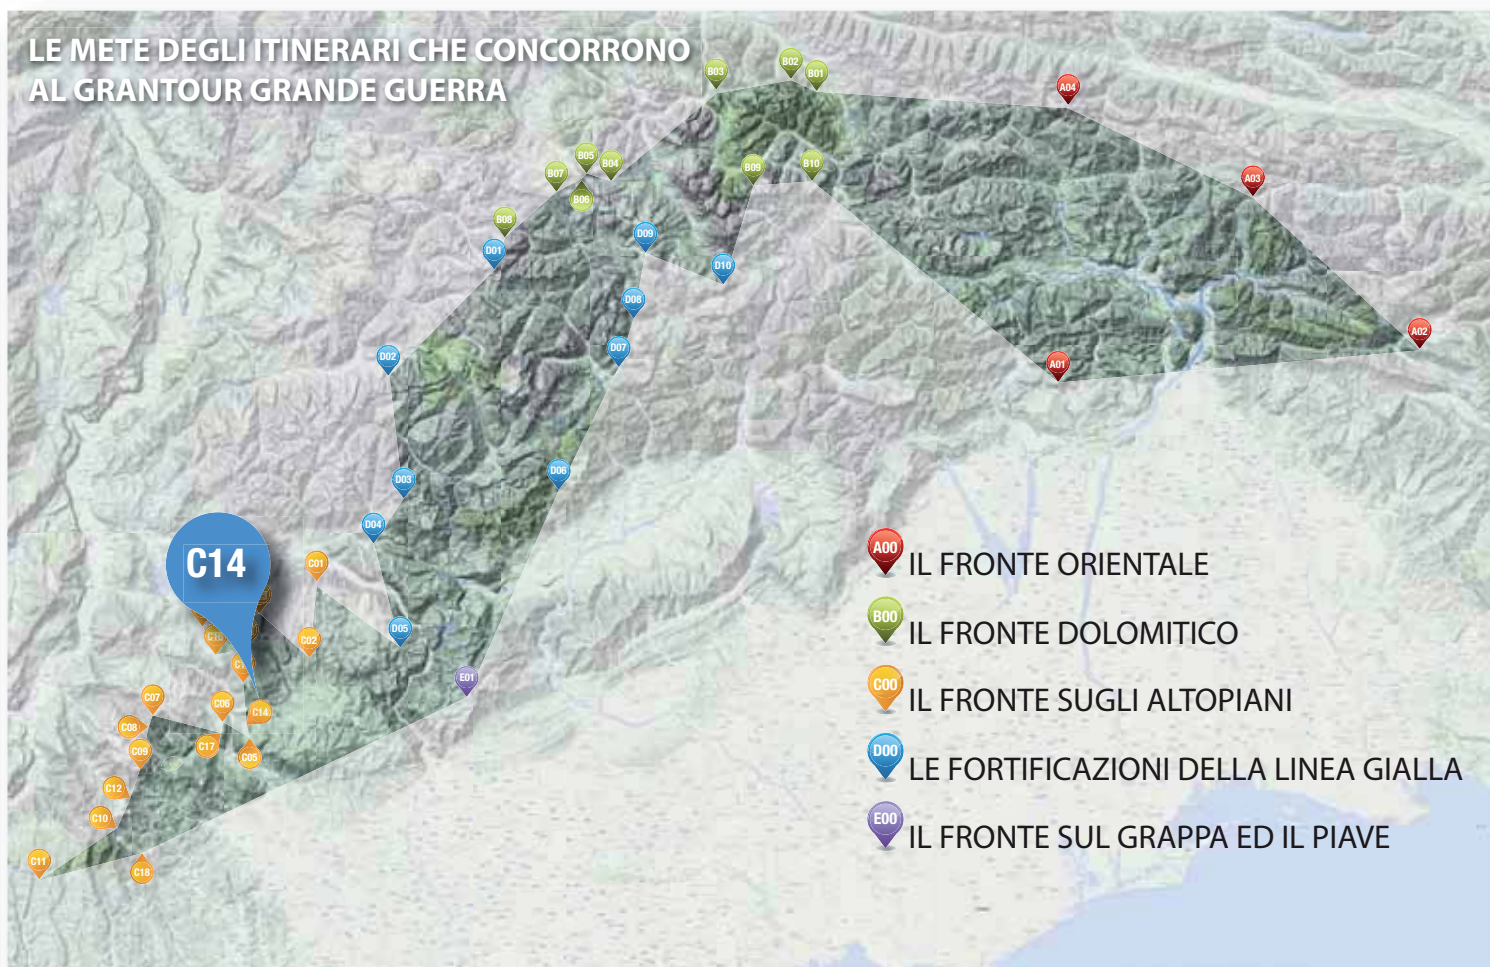 LE METE DEGLI ITINERARI CHE CONCORRONO
AL GRANTOUR GRANDE GUERRA
B03
B02
B01
A04
B05
B04
B07
B06
B09
B10
A03
B08
D01
D09
D10
D08
D07
D02
A01
A02
D06
D03
D04
C14
C01
C02
D05
E01
C07
C06
C14
C08
C17
C09
C05
C12
C10
C11
C18
A00
IL FRONTE ORIENTALE
B00
IL FRONTE DOLOMITICO
C00
IL FRONTE SUGLI ALTOPIANI
D00
LE FORTIFICAZIONI DELLA LINEA GIALLA
E00
IL FRONTE SUL GRAPPA ED IL PIAVE